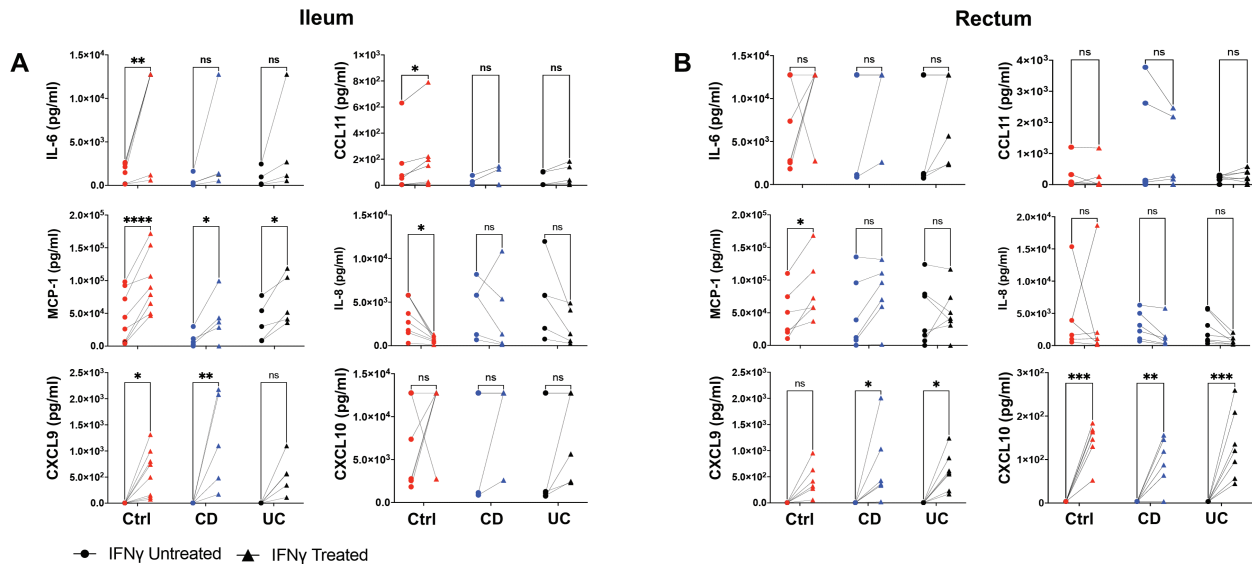 Ileum
A
IL-6 (pg/ml)
1.5×10⁴
1.0×10⁴
5.0×10³
0.0
** ns ns
CCL11 (pg/ml)
1×10³
8×10²
6×10²
4×10²
2×10²
0.0
* ns ns
MCP-1 (pg/ml)
2.0×10⁵
1.5×10⁵
1.0×10⁵
5.0×10⁴
0.0
**** * *
IL-8 (pg/ml)
1.5×10⁴
1.0×10⁴
5.0×10³
0.0
* ns ns
CXCL9 (pg/ml)
2.5×10³
2.0×10³
1.5×10³
1.0×10³
5.0×10²
0.0
* ** ns
Ctrl CD UC
CXCL10 (pg/ml)
1.5×10⁴
1.0×10⁴
5.0×10³
0.0
ns ns ns
Ctrl CD UC
IFNγ Untreated IFNγ Treated
Rectum
B
IL-6 (pg/ml)
1.5×10⁴
1.0×10⁴
5.0×10³
0.0
ns ns ns
CCL11 (pg/ml)
4×10³
3×10³
2×10³
1×10³
0
ns ns ns
MCP-1 (pg/ml)
2.0×10⁵
1.5×10⁵
1.0×10⁵
5.0×10⁴
0.0
* ns ns
IL-8 (pg/ml)
2.0×10⁴
1.5×10⁴
1.0×10⁴
5.0×10³
0.0
ns ns ns
CXCL9 (pg/ml)
2.5×10³
2.0×10³
1.5×10³
1.0×10³
5.0×10²
0.0
ns * *
Ctrl CD UC
CXCL10 (pg/ml)
3×10²
2×10²
1×10²
0
*** ** ***
Ctrl CD UC